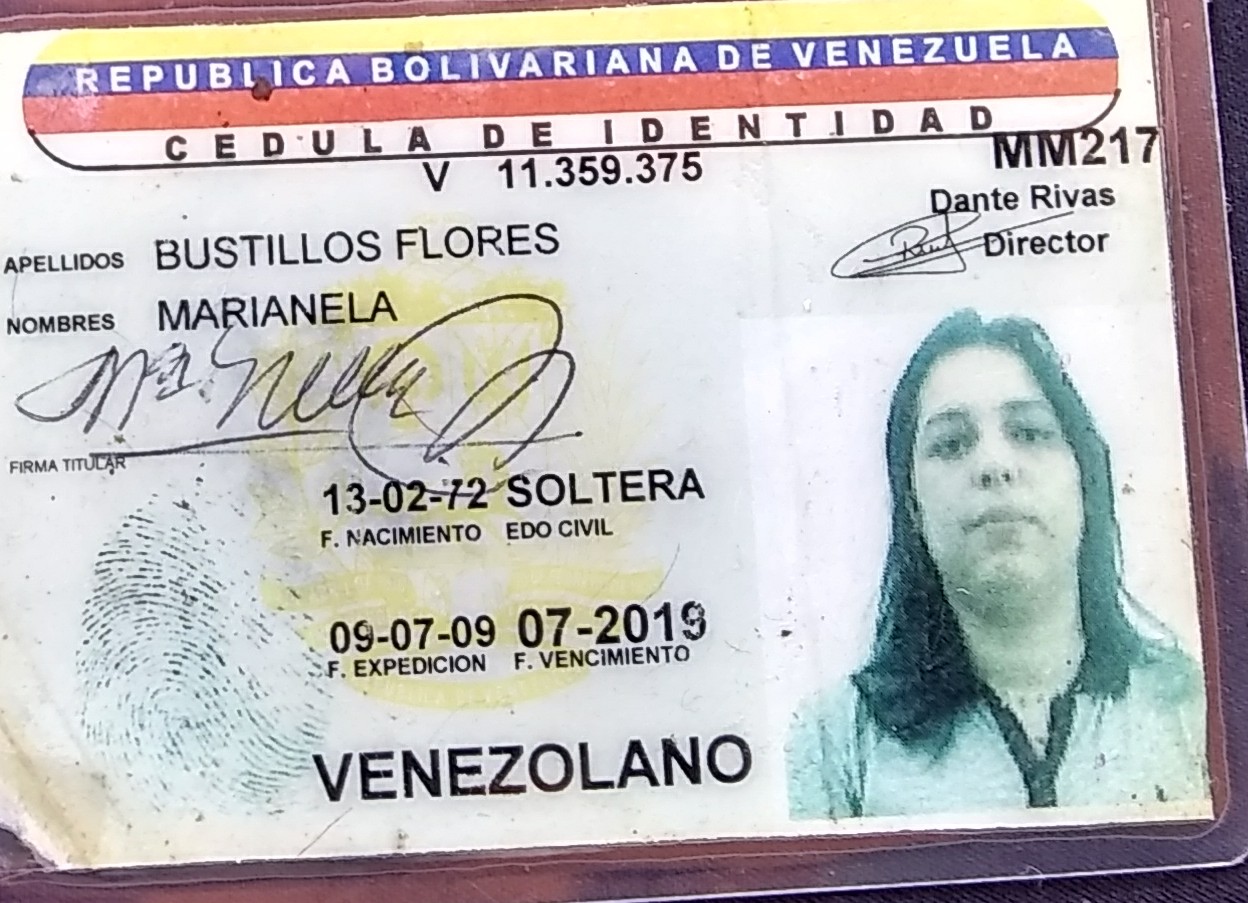 REPUBLICA BOLIVARIANA DE VENEZUELA
CEDULA DE IDENTIDAD
V 11.359.375
MM217
Dante Rivas
Director
APELLIDOS BUSTILLOS FLORES
NOMBRES MARIANELA
FIRMA TITULAR
13-02-72 SOLTERA
F. NACIMIENTO EDO CIVIL
09-07-09 07-2019
F. EXPEDICION F. VENCIMIENTO
VENEZOLANO